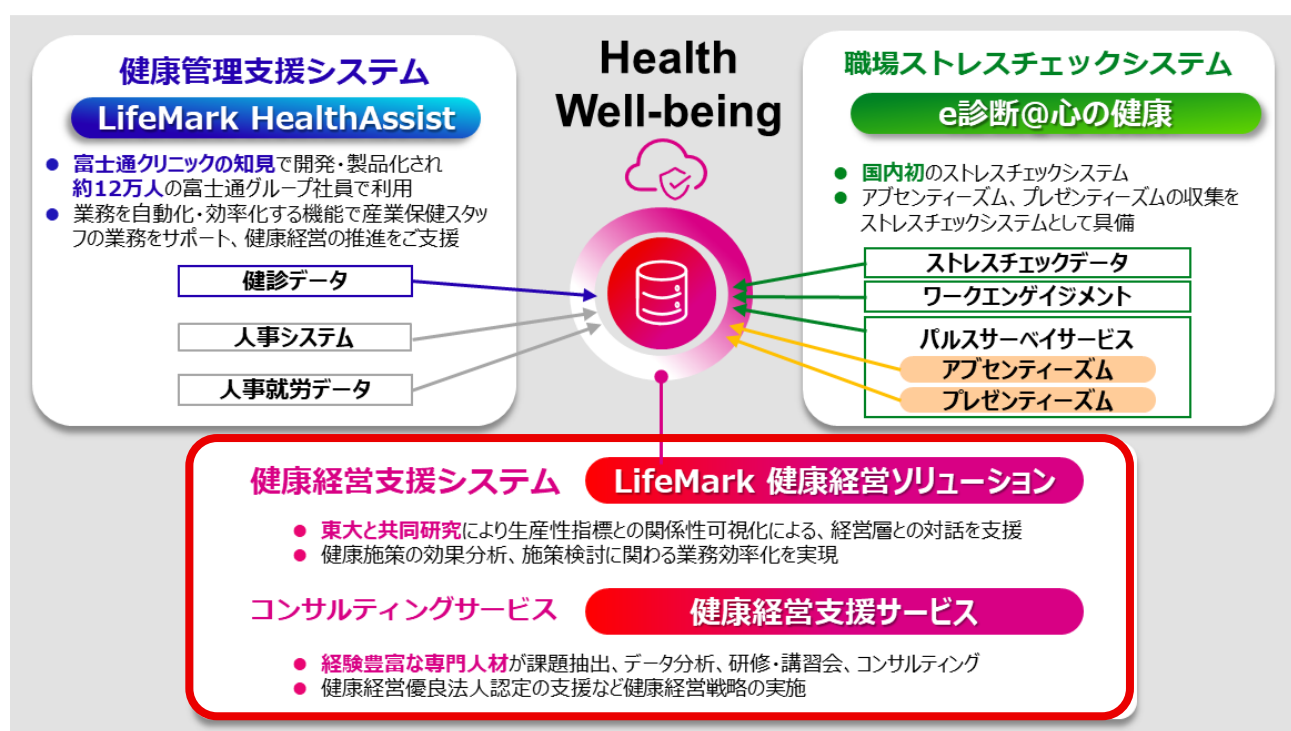 健康管理支援システム
LifeMark HealthAssist
● 富士通クリニックの知見で開発・製品化され
約12万人の富士通グループ社員で利用
● 業務を自動化・効率化する機能で産業保健スタッ
フの業務をサポート、健康経営の推進をご支援
健診データ
人事システム
人事就労データ
Health
Well-being
職場ストレスチェックシステム
e診断@心の健康
● 国内初のストレスチェックシステム
● アブセンティーズム、プレゼンティーズムの収集を
ストレスチェックシステムとして具備
ストレスチェックデータ
ワークエンゲイジメント
パルスサーベイサービス
アブセンティーズム
プレゼンティーズム
健康経営支援システム
LifeMark 健康経営ソリューション
● 東大と共同研究により生産性指標との関係性可視化による、経営層との対話を支援
● 健康施策の効果分析、施策検討に関わる業務効率化を実現
コンサルティングサービス
健康経営支援サービス
● 経験豊富な専門人材が課題抽出、データ分析、研修・講習会、コンサルティング
● 健康経営優良法人認定の支援など健康経営戦略の実施